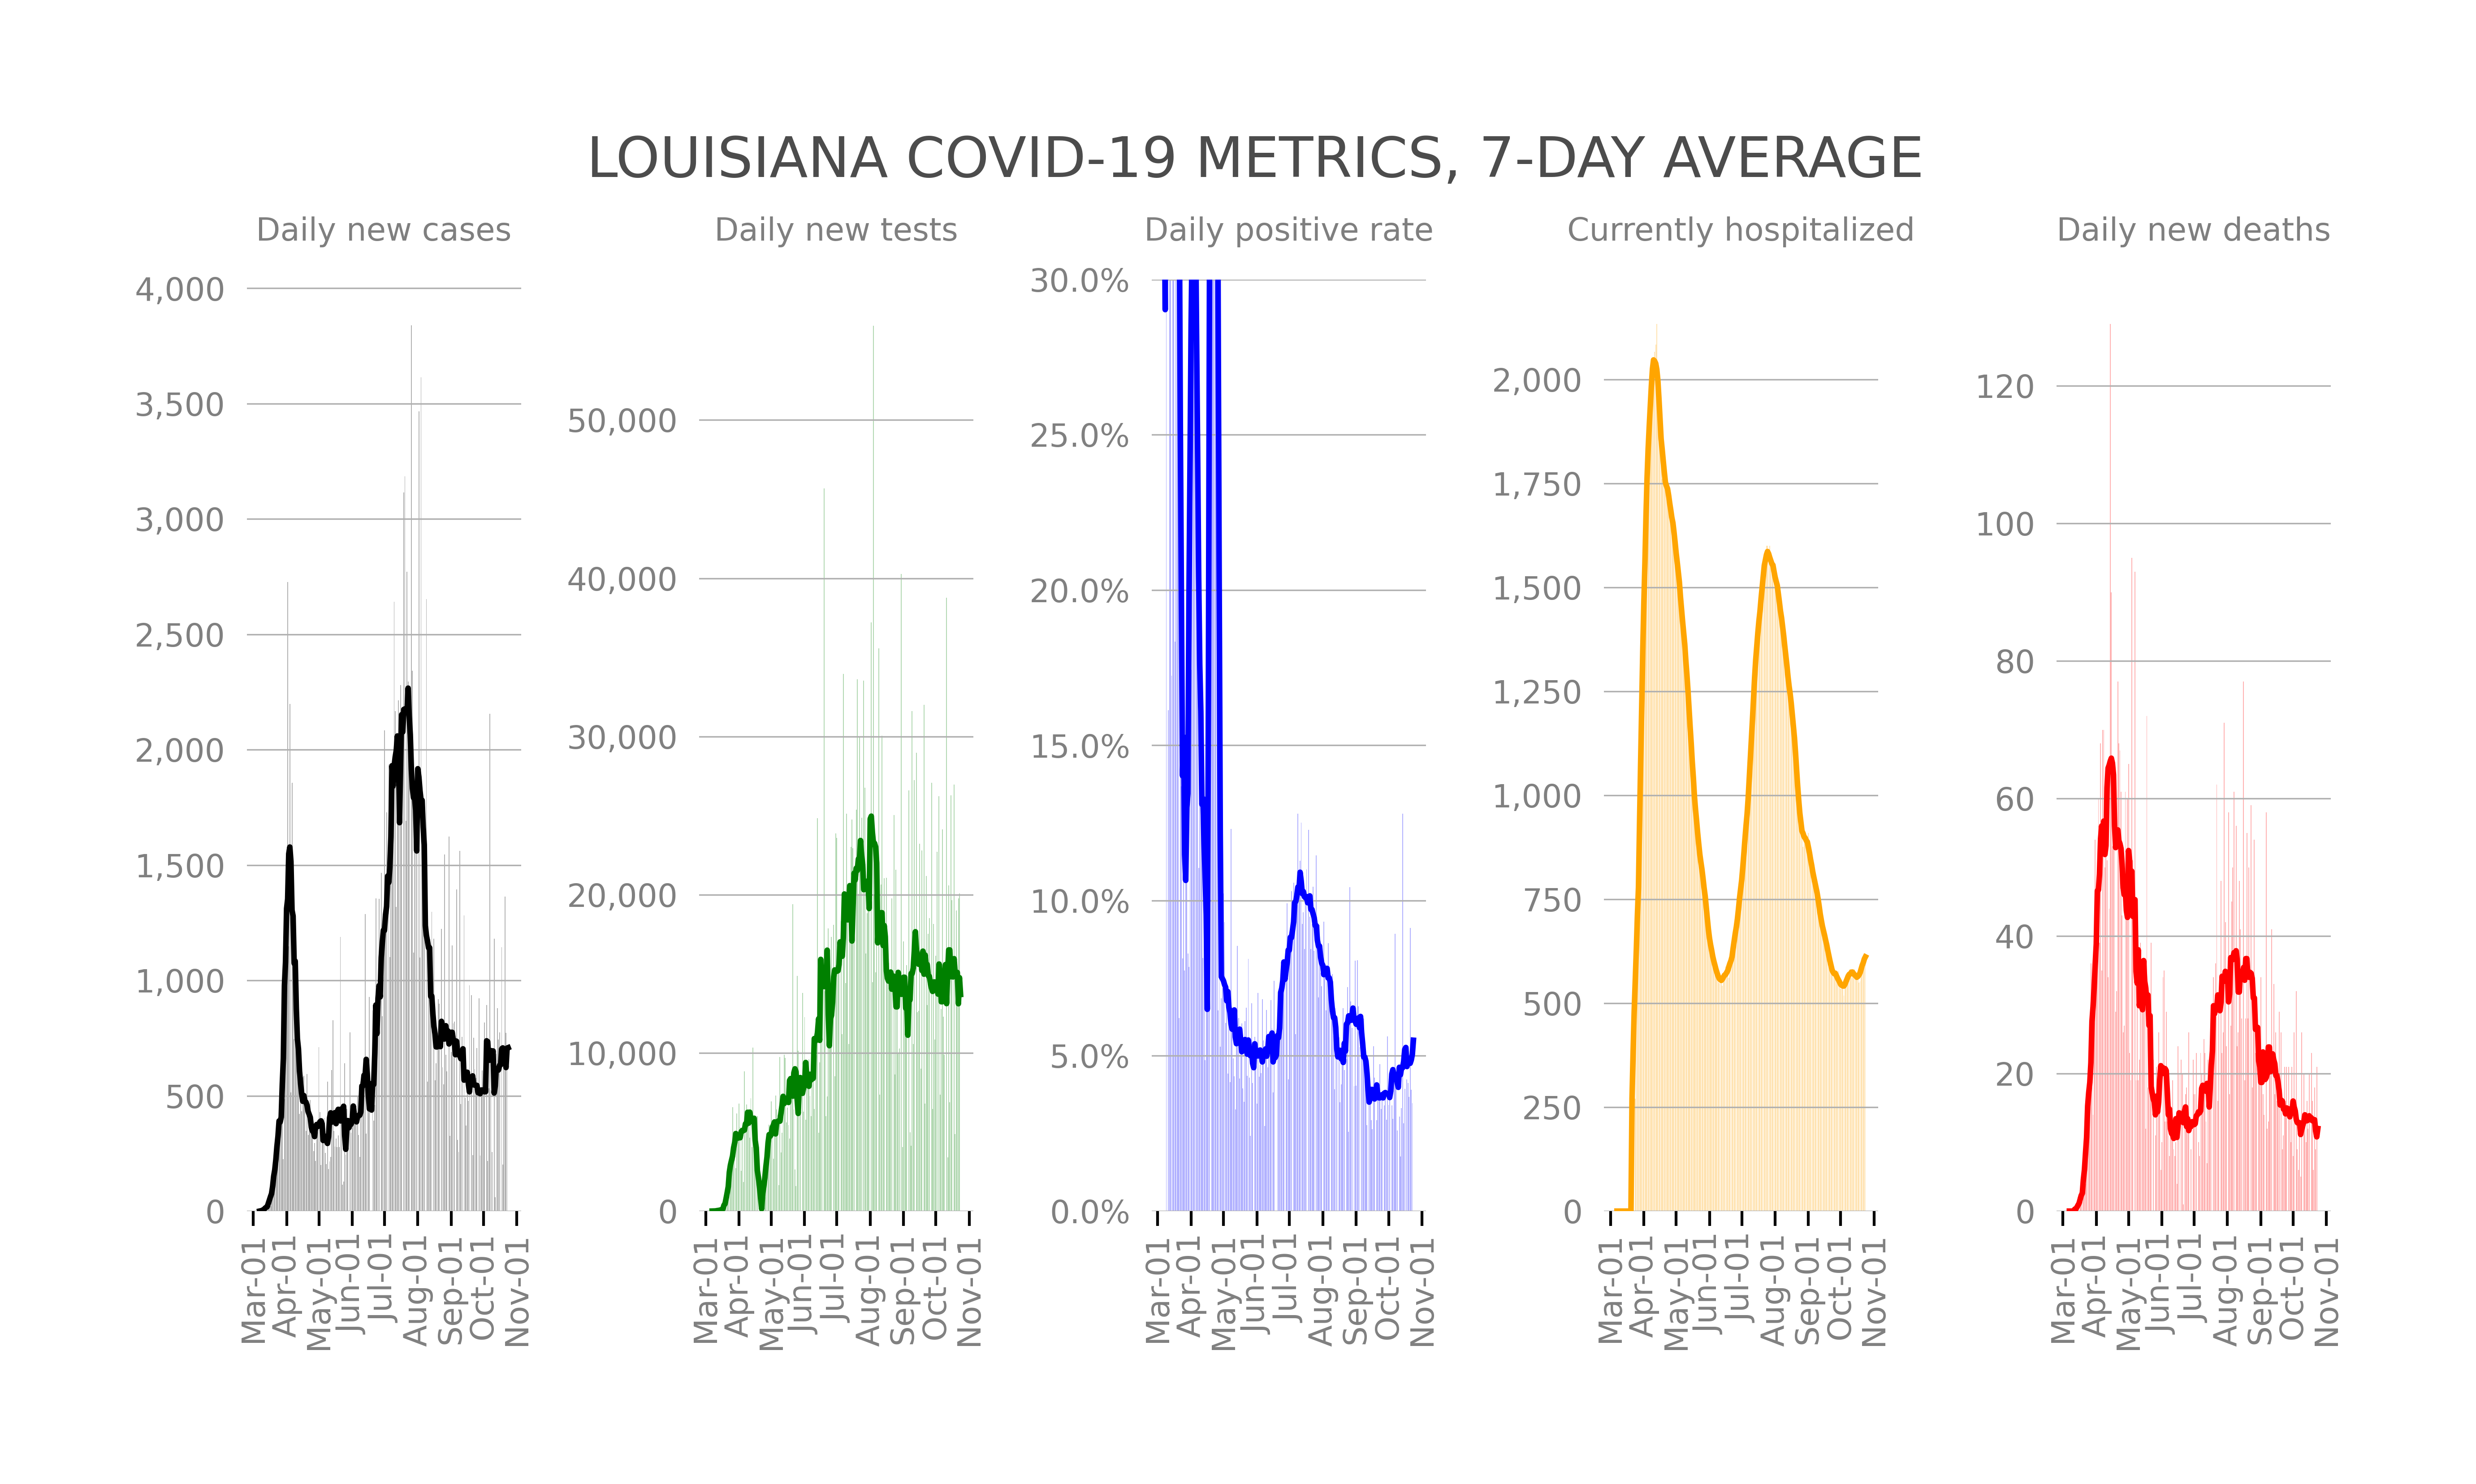 LOUISIANA COVID-19 METRICS, 7-DAY AVERAGE
Daily new cases
4,000
3,500
3,000
2,500
2,000
1,500
1,000
500
0
Mar-01
Apr-01
May-01
Jun-01
Jul-01
Aug-01
Sep-01
Oct-01
Nov-01
Daily new tests
50,000
40,000
30,000
20,000
10,000
0
Mar-01
Apr-01
May-01
Jun-01
Jul-01
Aug-01
Sep-01
Oct-01
Nov-01
Daily positive rate
30.0%
25.0%
20.0%
15.0%
10.0%
5.0%
0.0%
Mar-01
Apr-01
May-01
Jun-01
Jul-01
Aug-01
Sep-01
Oct-01
Nov-01
Currently hospitalized
2,000
1,750
1,500
1,250
1,000
750
500
250
0
Mar-01
Apr-01
May-01
Jun-01
Jul-01
Aug-01
Sep-01
Oct-01
Nov-01
Daily new deaths
120
100
80
60
40
20
0
Mar-01
Apr-01
May-01
Jun-01
Jul-01
Aug-01
Sep-01
Oct-01
Nov-01